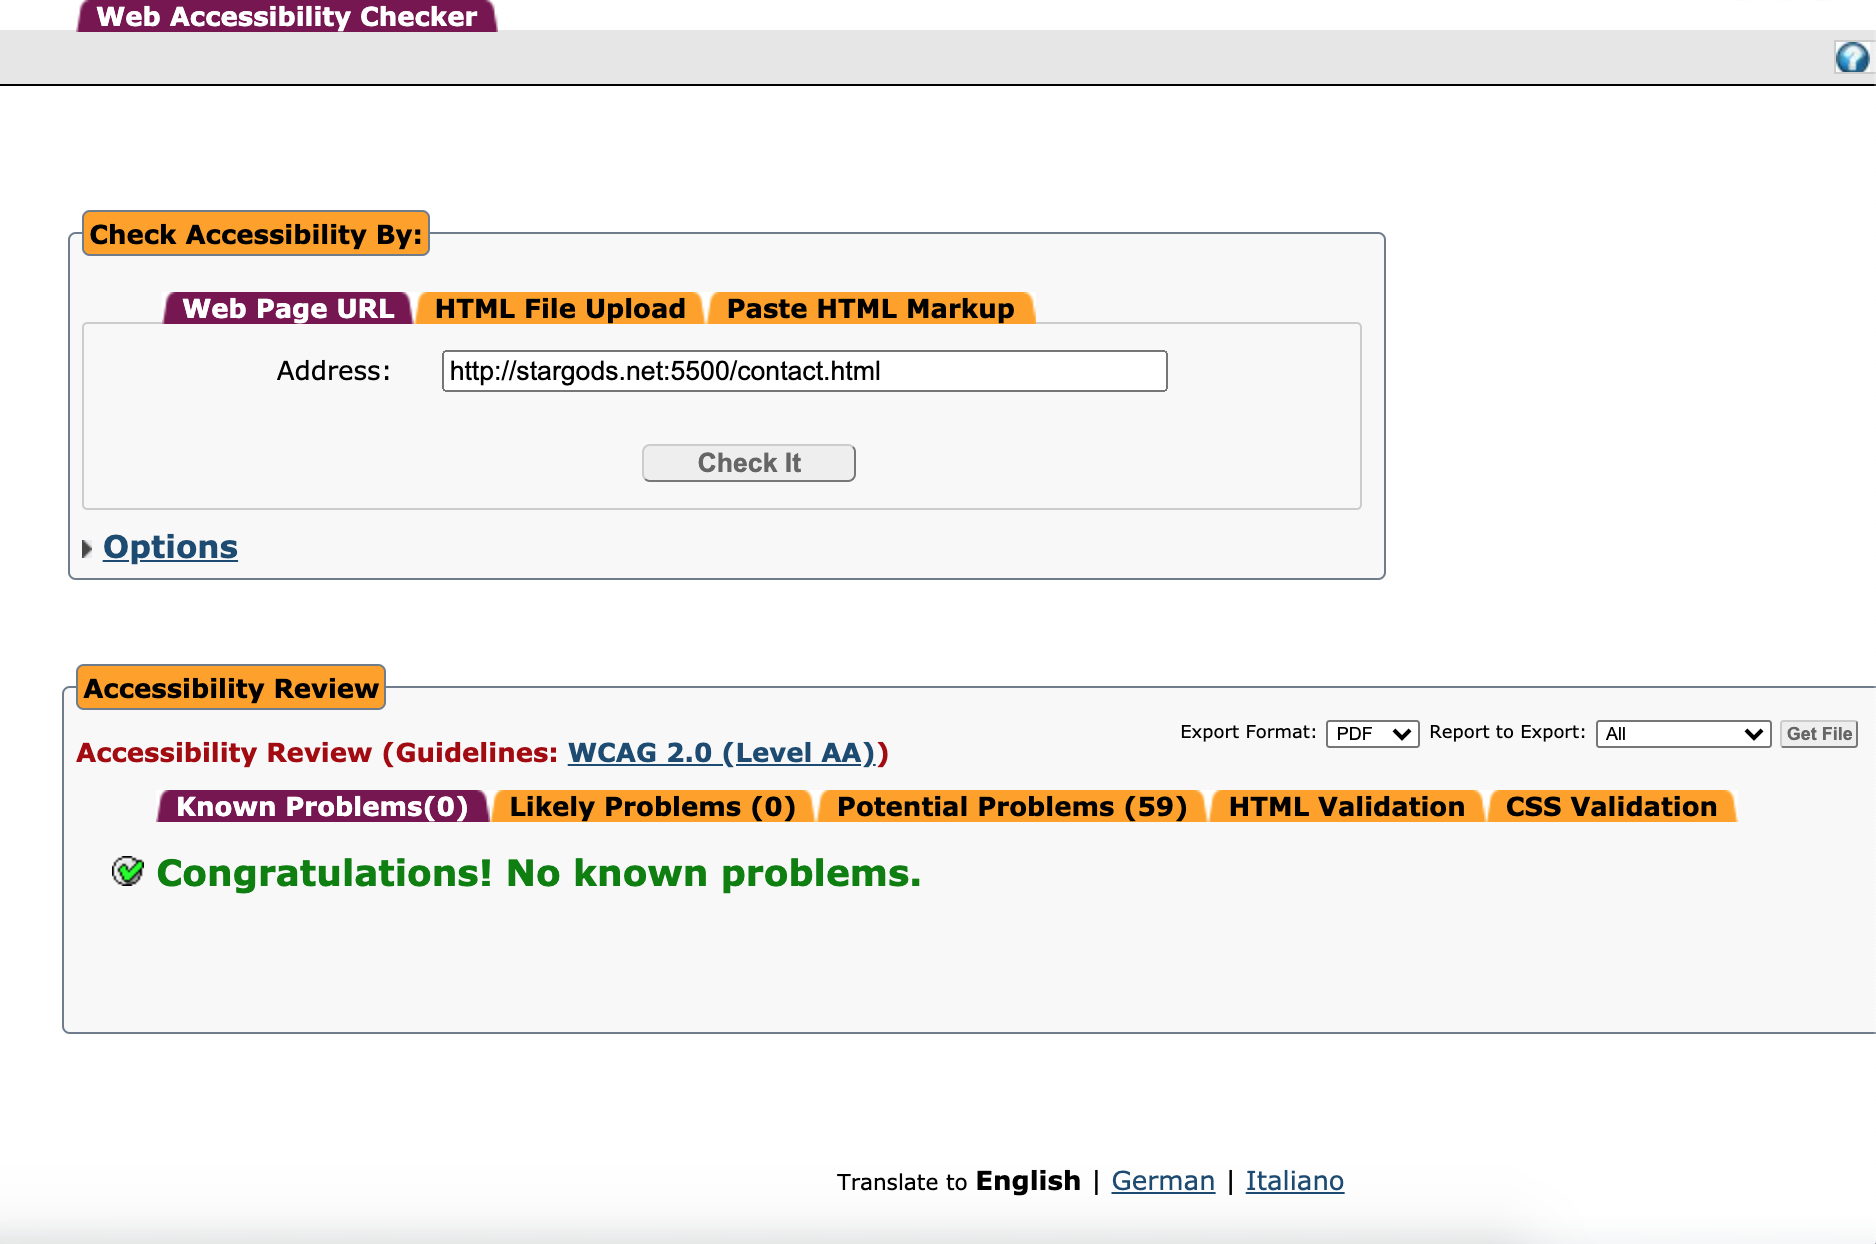 Web Accessibility Checker
Check Accessibility By:
Web Page URL HTML File Upload Paste HTML Markup
Address: http://stargods.net:5500/contact.html
Check It
Options
Accessibility Review
Export Format: PDF Report to Export: All Get File
Accessibility Review (Guidelines: WCAG 2.0 (Level AA))
Known Problems(0) Likely Problems (0) Potential Problems (59) HTML Validation CSS Validation
Congratulations! No known problems.
Translate to English | German | Italiano